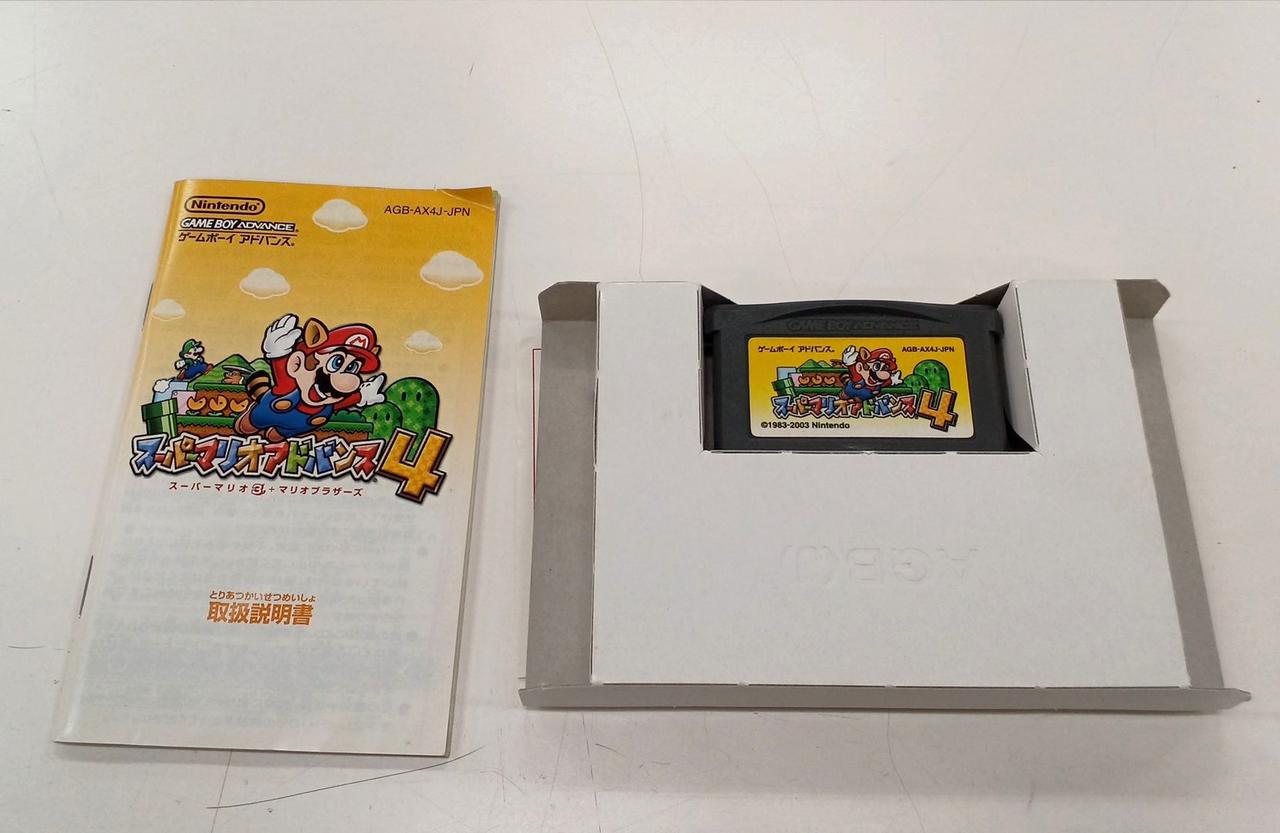 Nintendo
AGB-AX4J-JPN
GAME BOY ADVANCE
ゲームボーイ アドバンス
スーパーマリオアドバンス4
スーパーマリオ3+マリオブラザーズ
とりあつかいせつめいしょ
取扱説明書
GAME BOY ADVANCE
ゲームボーイ アドバンス
AGB-AX4J-JPN
スーパーマリオアドバンス4
©1983-2003 Nintendo